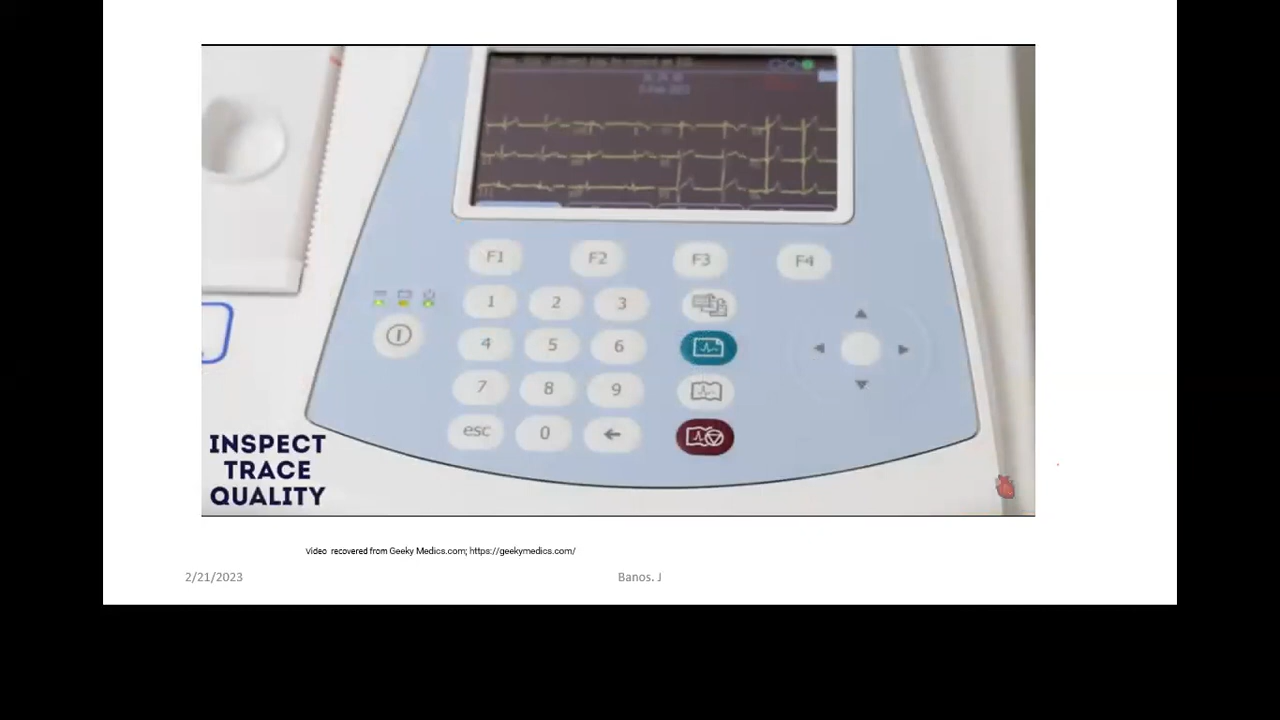 F1 F2 F3 F4
1 2 3
4 5 6
7 8 9
esc 0
INSPECT
TRACE
QUALITY
Video recovered from Geeky Medics.com; https://geekymedics.com/
2/21/2023
Banos. J